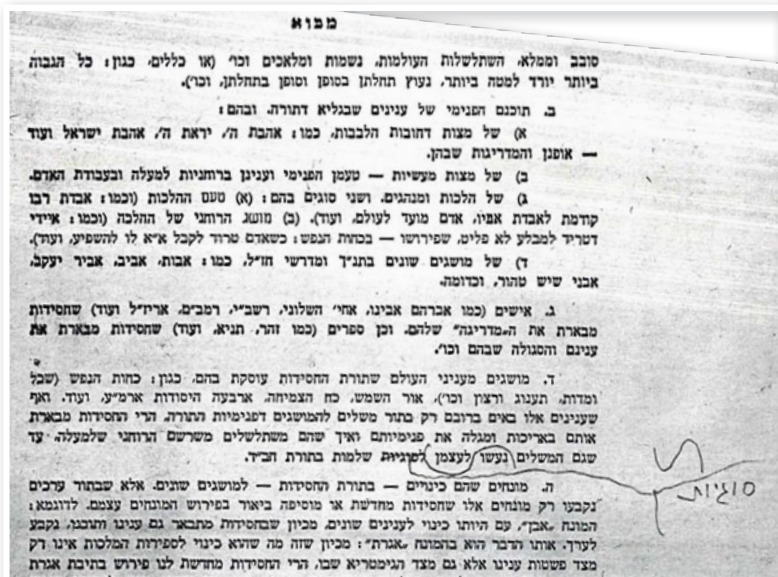 מבוא
סובב וממלא, השתלשלות העולמות, נשמות ומלאכים וכו' (או כללים, כגון: כל הגבוה
ביותר יורד למטה ביותר, נעוץ תחלתן בסופן וסופן בתחלתן, וכו').
ב. תוכנם הפנימי של ענינים שבגליא דתורה, ובהם:
א) של מצות דחובות הלבבות, כמו: אהבת ה', יראת ה', אהבת ישראל ועוד
— אופנן והמדריגות שבהן.
ב) של מצות מעשיות — טעמן הפנימי וענינן ברוחניות למעלה ובעבודת האדם.
ג) של הלכות ומנהגים, ושני סוגים בהם: (א) טעם ההלכות (וכמו: אבדת רבו
קודמת לאבדת אביו, אדם מועד לעולם, ועוד). (ב) מושג הרוחני של ההלכה (וכמו: איידי
דטריד למבלע לא פליט, שפירושו — בכחות הנפש: כשאדם טרוד לקבל א"א לו להשפיע, ועוד).
ד) של מושגים שונים בתנ"ך ומדרשי חז"ל, כמו: אבות, אביב, אביר יעקב,
אבני שיש טהור, וכדומה.
ג. אישים (כמו אברהם אבינו, אחי' השלוני, רשב"י, רמב"ם, אריז"ל ועוד) שחסידות
מבארת את ה„מדריגה" שלהם, וכן ספרים (כמו זהר, תניא, ועוד) שחסידות מבארת את
ענינם והסגולה שבהם וכו'.
ד. מושגים מעניני העולם שתורת החסידות עוסקת בהם, כגון: כחות הנפש (שכל
ומדות, תענוג ורצון וכו'), אור השמש, כח הצמיחה, ארבעה היסודות ארמ"ע, ועוד. ואף
שענינים אלו באים ברובם רק בתור משלים להמושגים דפנימיות התורה, הרי החסידות מבארת
אותם באריכות ומגלה את פנימיותם ואיך שהם משתלשלים משרשם הרוחני שלמעלה, עד
שגם המשלים נעשו לעצמן לסוגיות שלמות בתורת חב"ד.
סוגיות
ה. מונחים שהם כינויים — בתורת החסידות — למושגים שונים. אלא שבתור ערכים
נקבעו רק מונחים אלו שחסידות מחדשת או מוסיפה ביאור בפירוש המונחים עצמם. לדוגמא:
המונח „אבן", עם היותו כינוי לענינים שונים, מכיון שבחסידות מתבאר גם ענינו ותוכנו, נקבע
לערך. אותו הדבר הוא בהמונח „אגרת": מכיון שזה מה שהוא כינוי לספירת המלכות אינו רק
מצד פשטות ענינו אלא גם מצד הגימטריא שבו, הרי החסידות מחדשת לנו פירוש בתיבת אגרת